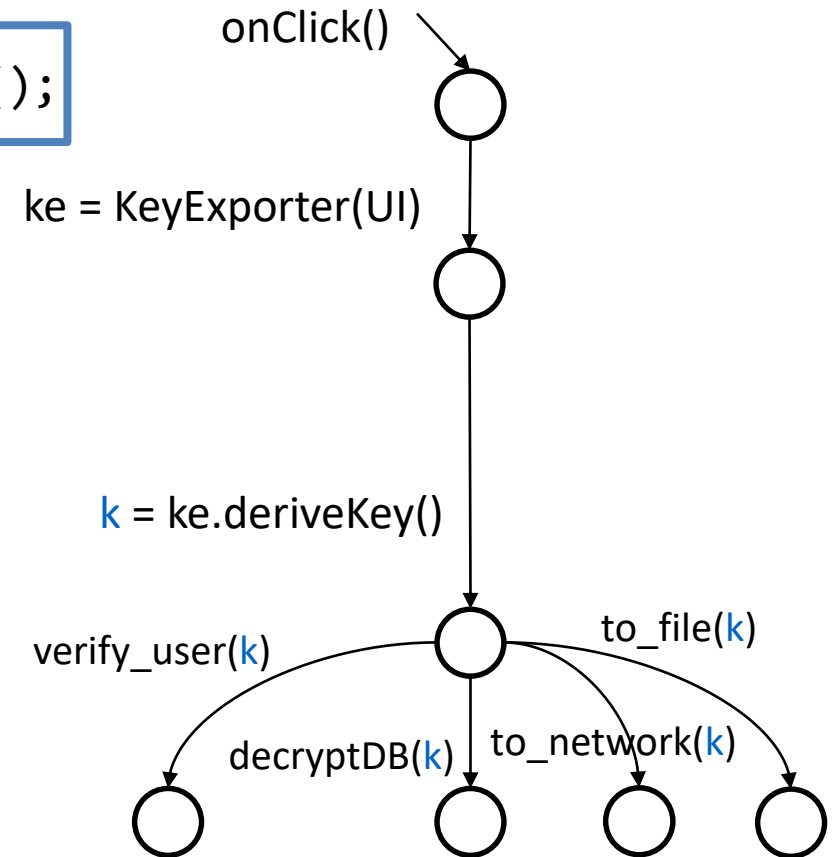 onClick()
);
ke = KeyExporter(UI)
k = ke.deriveKey()
to_file(k)
verify_user(k)
to_network(k)
decryptDB(k)